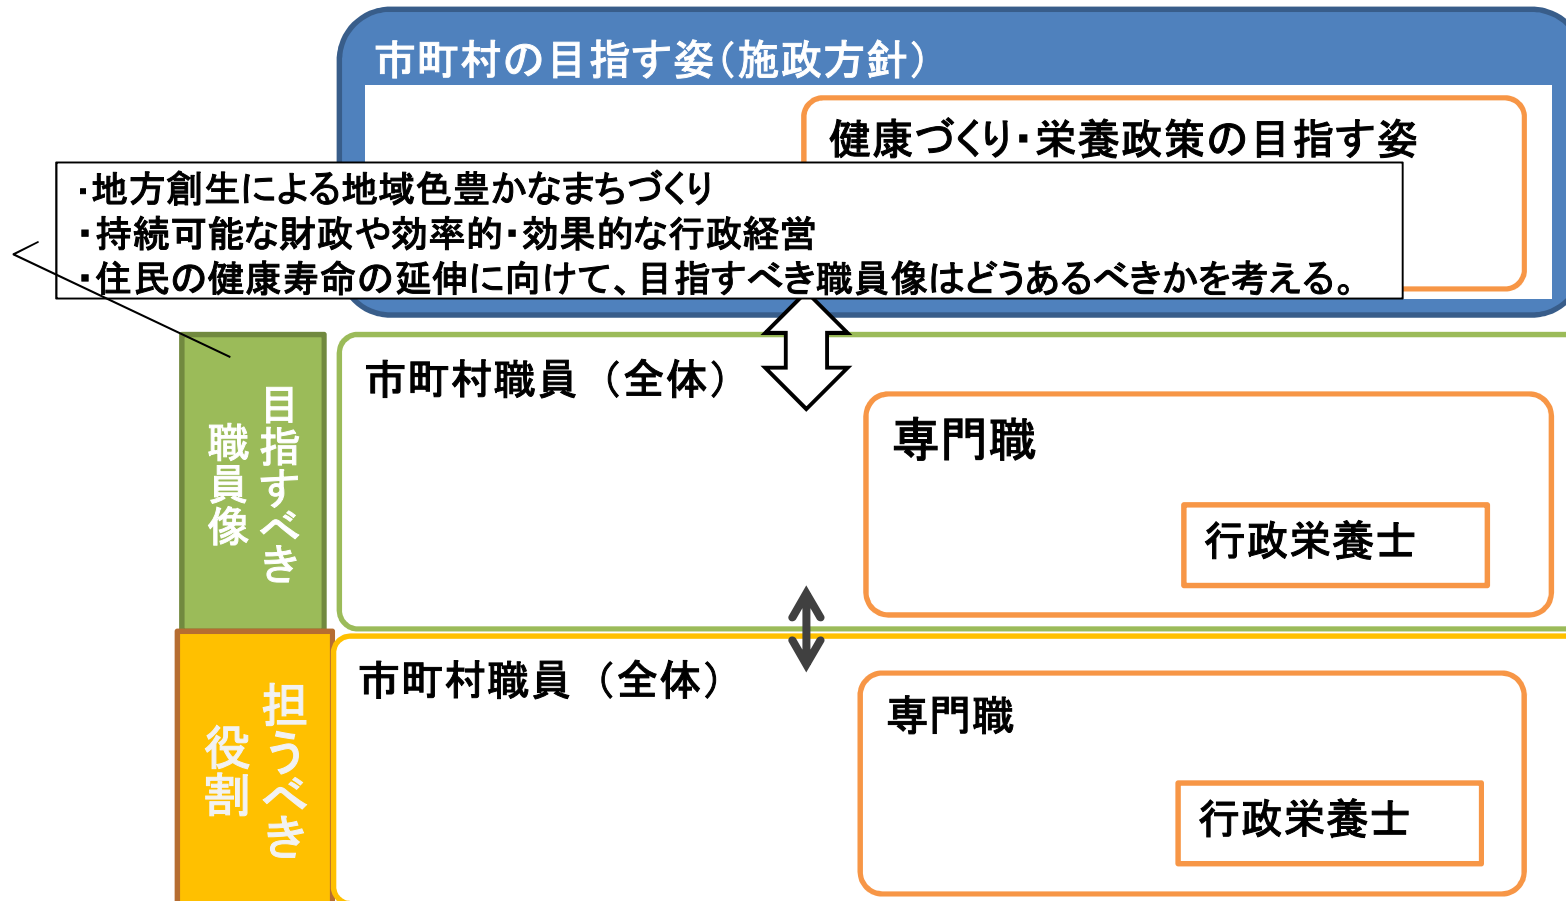 市町村の目指す姿（施政方針）
健康づくり・栄養政策の目指す姿
・地方創生による地域色豊かなまちづくり
・持続可能な財政や効率的・効果的な行政経営
・住民の健康寿命の延伸に向けて、目指すべき職員像はどうあるべきかを考える。
目指すべき
職員像
市町村職員（全体）
専門職
行政栄養士
担うべき
役割
市町村職員（全体）
専門職
行政栄養士